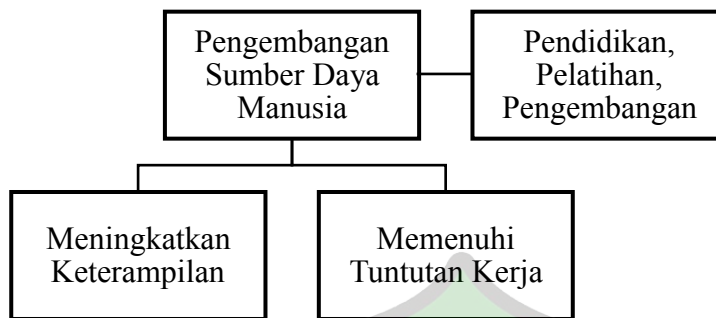 Pengembangan
Sumber Daya
Manusia
Pendidikan,
Pelatihan,
Pengembangan
Meningkatkan
Keterampilan
Memenuhi
Tuntutan Kerja